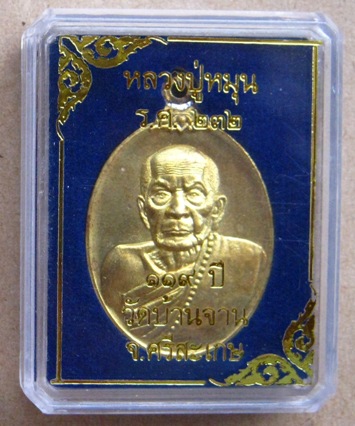 หลวงปู่หมุน
ร.ศ. ๒๓๒
๑๑๙ ปี
วัดบ้านจาน
จ.ศรีสะเกษ